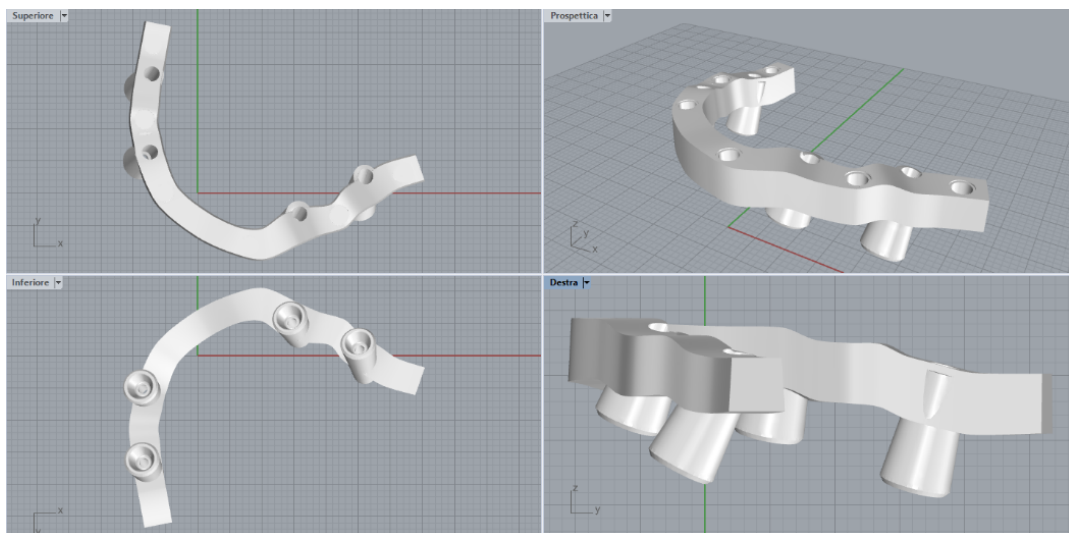 Superiore
Prospettica
y
x
z
y
x
Inferiore
Destra
x
z
y